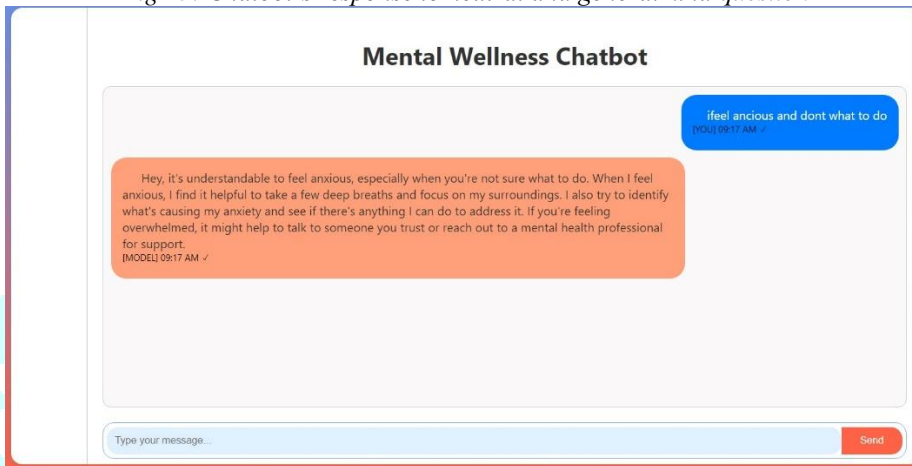 Mental Wellness Chatbot
ifeel ancious and dont what to do
[YOU] 09:17 AM ✓
Hey, it's understandable to feel anxious, especially when you're not sure what to do. When I feel
anxious, I find it helpful to take a few deep breaths and focus on my surroundings. I also try to identify
what's causing my anxiety and see if there's anything I can do to address it. If you're feeling
overwhelmed, it might help to talk to someone you trust or reach out to a mental health professional
for support.
[MODEL] 09:17 AM ✓
Type your message...
Send